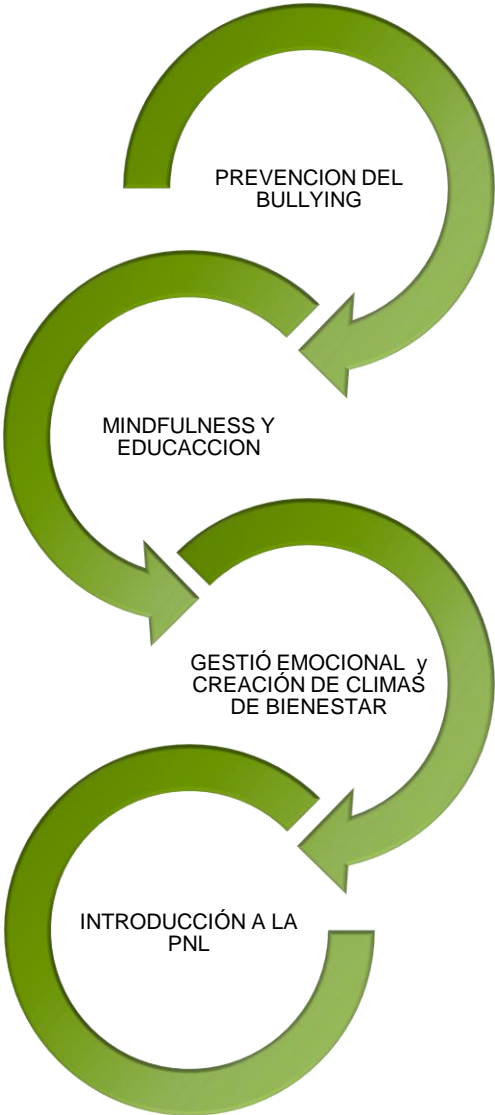 PREVENCION DEL
BULLYING
MINDFULNESS Y
EDUCACCION
GESTIÓ EMOCIONAL y
CREACIÓN DE CLIMAS
DE BIENESTAR
INTRODUCCIÓN A LA
PNL